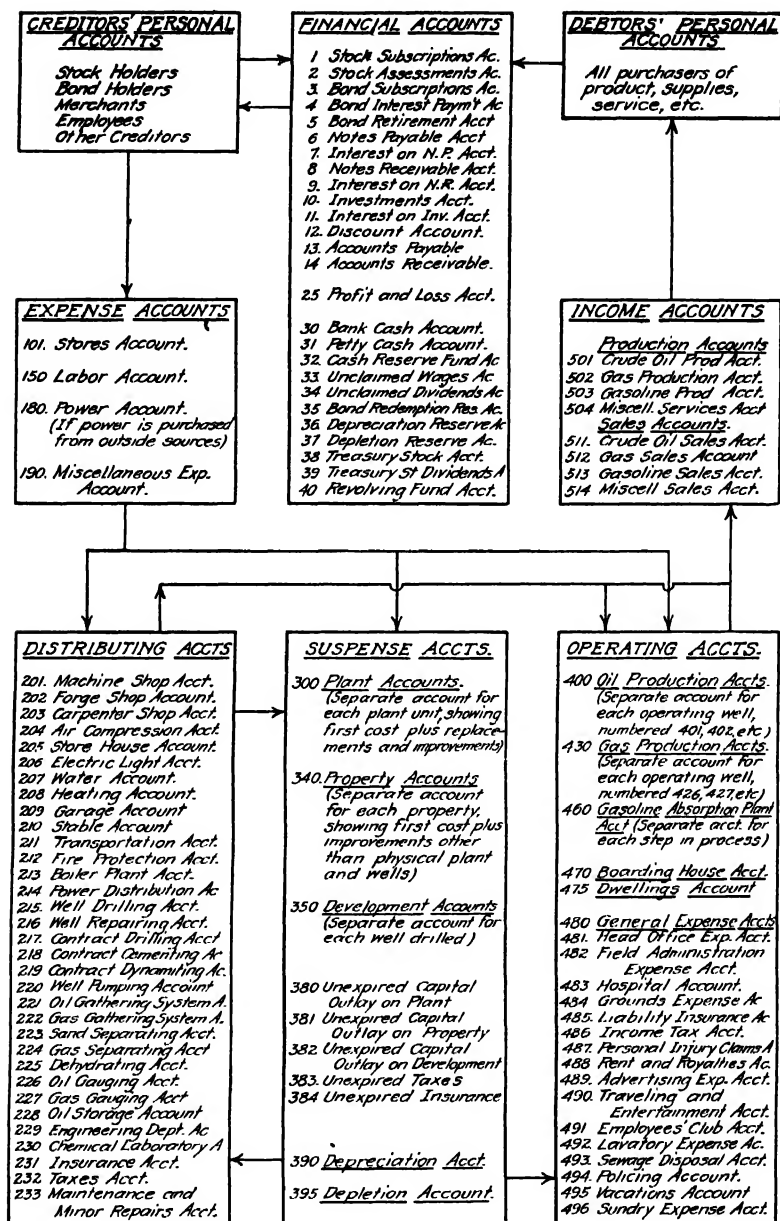 CREDITORS' PERSONAL
ACCOUNTS
Stock Holders
Bond Holders
Merchants
Employees
Other Creditors
FINANCIAL ACCOUNTS
1 Stock Subscriptions Ac.
2 Stock Assessments Ac.
3. Bond Subscriptions Ac.
4. Bond Interest Paym't Ac
5 Bond Retirement Acct
6 Notes Payable Acct
7. Interest on N.P. Acct.
8 Notes Receivable Acct.
9. Interest on N.R. Acct.
10. Investments Acct.
11. Interest on Inv. Acct.
12. Discount Account.
13. Accounts Payable
14 Accounts Receivable.
25 Profit and Loss Acct.
30 Bank Cash Account.
31 Petty Cash Account.
32 Cash Reserve Fund Ac
33 Unclaimed Wages Ac
34 Unclaimed Dividends Ac
35 Bond Redemption Res. Ac.
36. Depreciation Reserve Ac
37 Depletion Reserve Ac.
38 Treasury Stock Acct.
39 Treasury St Dividends A
40 Revolving Fund Acct.
DEBTORS' PERSONAL
ACCOUNTS
All purchasers of
product, supplies,
service, etc.
EXPENSE ACCOUNTS
101. Stores Account.
150 Labor Account.
180. Power Account.
(If power is purchased
from outside sources)
190. Miscellaneous Exp.
Account.
INCOME ACCOUNTS
Production Accounts
501 Crude Oil Prod Acct.
502 Gas Production Acct.
503 Gasoline Prod Acct.
504 Miscell. Services Acct
Sales Accounts.
511. Crude Oil Sales Acct.
512 Gas Sales Account
513 Gasoline Sales Acct.
514 Miscell Sales Acct.
DISTRIBUTING ACCTS
201. Machine Shop Acct.
202 Forge Shop Account.
203 Carpenter Shop Acct.
204 Air Compression Acct.
205 Store House Account.
206 Electric Light Acct.
207 Water Account.
208 Heating Account.
209 Garage Account
210 Stable Account
211 Transportation Acct.
212 Fire Protection Acct.
213 Boiler Plant Acct.
214 Power Distribution Ac
215. Well Drilling Acct.
216 Well Repairing Acct.
217. Contract Drilling Acct
218 Contract Cementing Ac
219 Contract Dynamiting Ac.
220 Well Pumping Account
221 Oil Gathering System A.
222 Gas Gathering System A.
223. Sand Separating Acct.
224 Gas Separating Acct
225 Dehydrating Acct.
226 Oil Gauging Acct.
227 Gas Gauging Acct
228 Oil Storage Account
229 Engineering Dept. Ac
230 Chemical Laboratory A
231 Insurance Acct.
232 Taxes Acct.
233 Maintenance and
Minor Repairs Acct.
SUSPENSE ACCTS.
300 Plant Accounts.
(Separate account for
each plant unit, showing
first cost plus replace-
ments and improvements)
340. Property Accounts
(Separate account
for each property,
showing first cost plus
improvements other
than physical plant
and wells)
350 Development Accounts
(Separate account for
each well drilled)
380 Unexpired Capital
Outlay on Plant
381 Unexpired Capital
Outlay on Property
382 Unexpired Capital
Outlay on Development
383. Unexpired Taxes
384 Unexpired Insurance
390 Depreciation Acct.
395 Depletion Account.
OPERATING ACCTS.
400 Oil Production Accts.
(Separate account for
each operating well,
numbered 401, 402, etc)
430 Gas Production Accts.
(Separate account for
each operating well,
numbered 426, 427, etc)
460 Gasoline Absorption Plant
Acct (Separate acct. for
each step in process)
470 Boarding House Acct.
475 Dwellings Account
480 General Expense Accts
481. Head Office Exp. Acct.
482 Field Administration
Expense Acct.
483 Hospital Account.
484 Grounds Expense Ac
485. Liability Insurance Ac
486 Income Tax Acct.
487. Personal Injury Claims A
488 Rent and Royalties Ac.
489. Advertising Exp. Acct.
490. Traveling and
Entertainment Acct.
491 Employees' Club Acct.
492. Lavatory Expense Ac.
493. Sewage Disposal Acct.
494. Policing Account.
495 Vacations Account
496 Sundry Expense Acct.